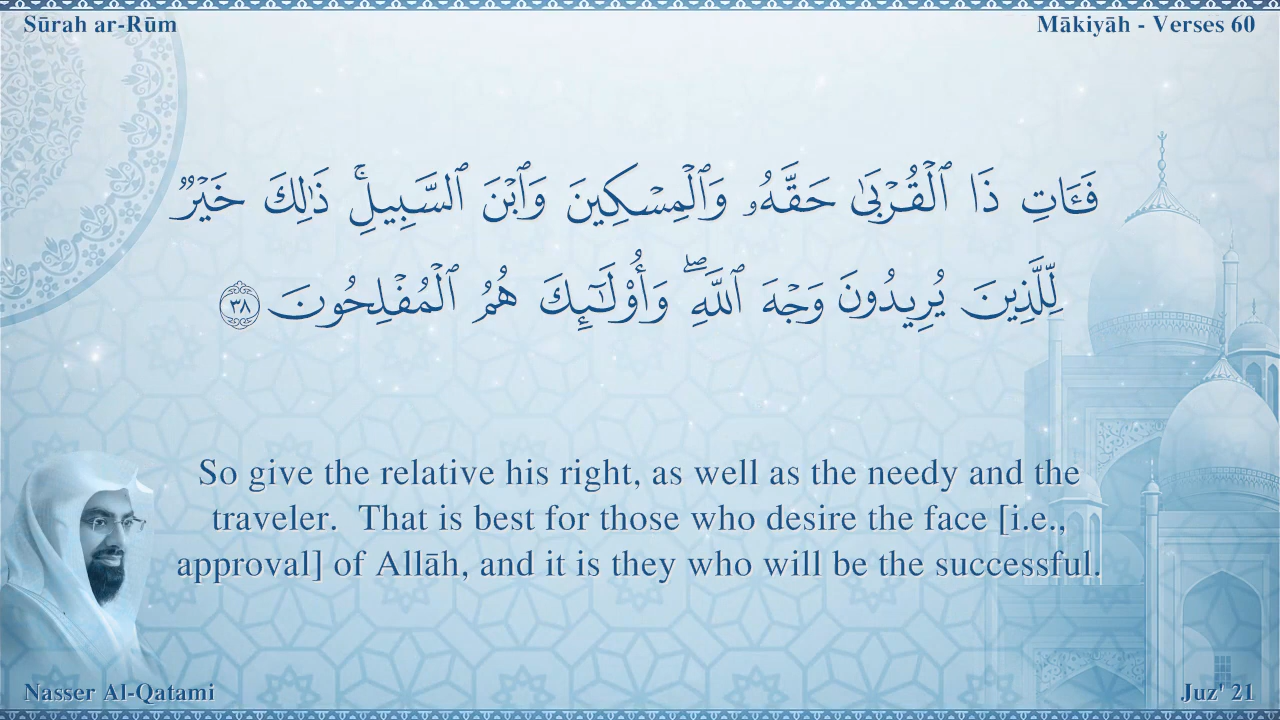 Sūrah ar-Rūm
Mākiyāh - Verses 60
فَـَٔاتِ ذَا ٱلْقُرْبَىٰ حَقَّهُۥ وَٱلْمِسْكِينَ وَٱبْنَ ٱلسَّبِيلِ ۚ ذَٰلِكَ خَيْرٌ
لِّلَّذِينَ يُرِيدُونَ وَجْهَ ٱللَّهِ ۖ وَأُو۟لَـٰٓئِكَ هُمُ ٱلْمُفْلِحُونَ ٣٨
So give the relative his right, as well as the needy and the
traveler.  That is best for those who desire the face [i.e.,
approval] of Allāh, and it is they who will be the successful.
Nasser Al-Qatami
Juz' 21